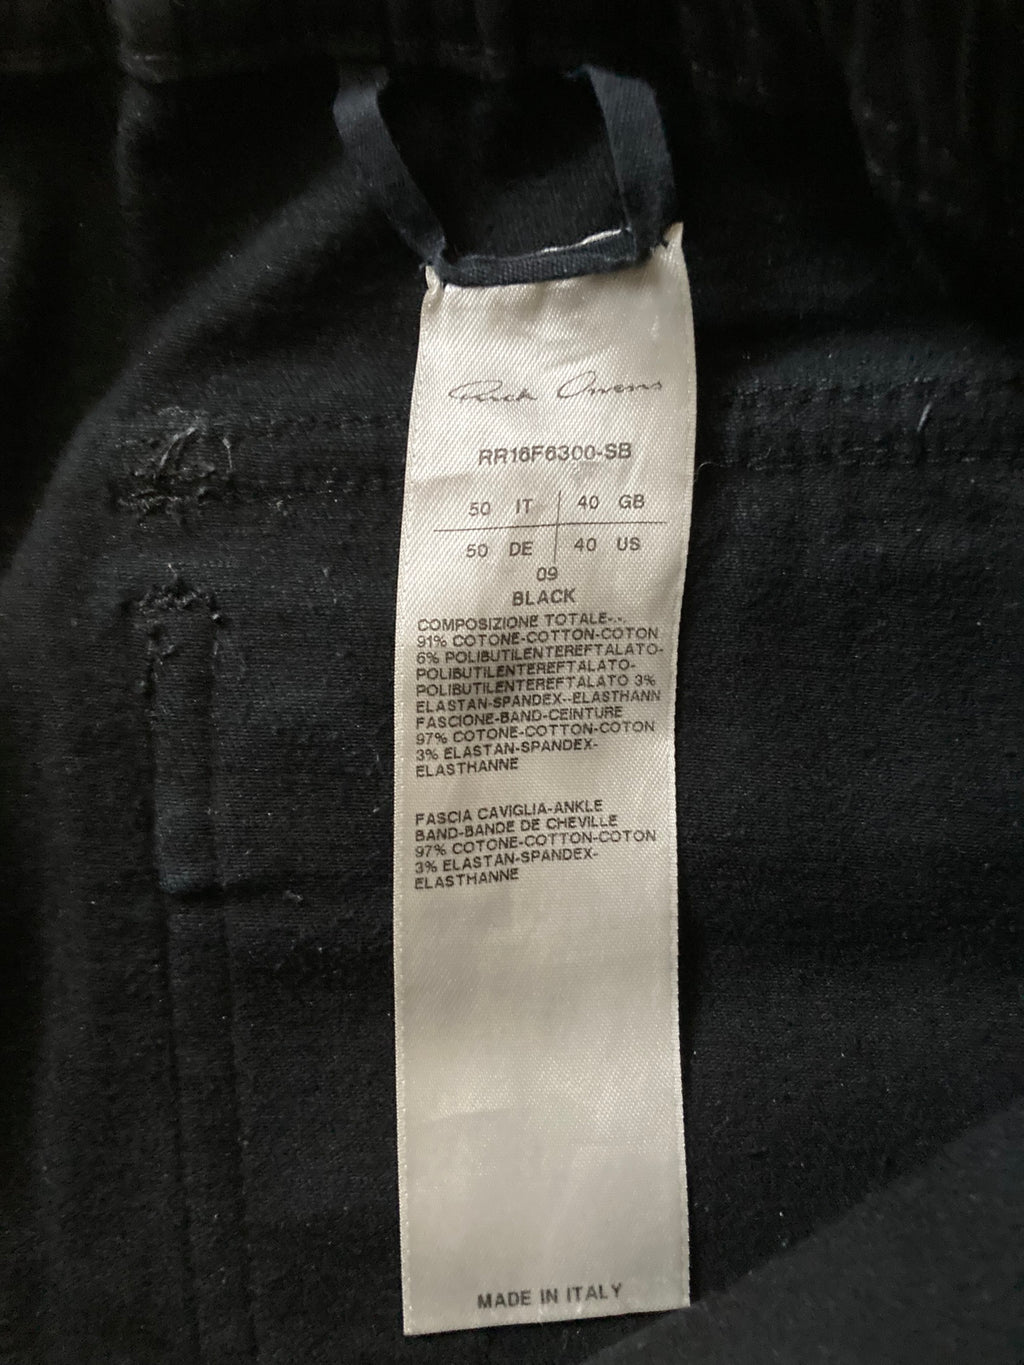 Rick Owens
RR16F6300-SB
50 IT 40 GB
50 DE 40 US
09
BLACK
COMPOSIZIONE TOTALE-.,
91% COTONE-COTTON-COTON
6% POLIBUTILENTEREFTALATO-
POLIBUTILENTEREFTALATO-
POLIBUTILENTEREFTALATO 3%
ELASTAN-SPANDEX--ELASTHANN
FASCIONE-BAND-CEINTURE
97% COTONE-COTTON-COTON
3% ELASTAN-SPANDEX-
ELASTHANNE
FASCIA CAVIGLIA-ANKLE
BAND-BANDE DE CHEVILLE
97% COTONE-COTTON-COTON
3% ELASTAN-SPANDEX-
ELASTHANNE
MADE IN ITALY